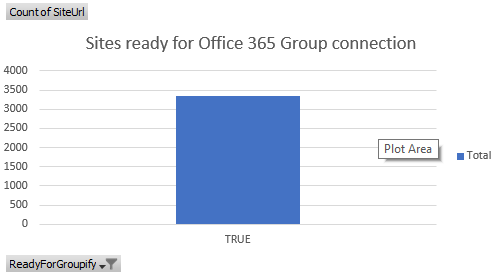 Count of SiteUrl
Sites ready for Office 365 Group connection
4000
3500
3000
2500
2000
1500
1000
500
0
TRUE
Plot Area
Total
ReadyForGroupify